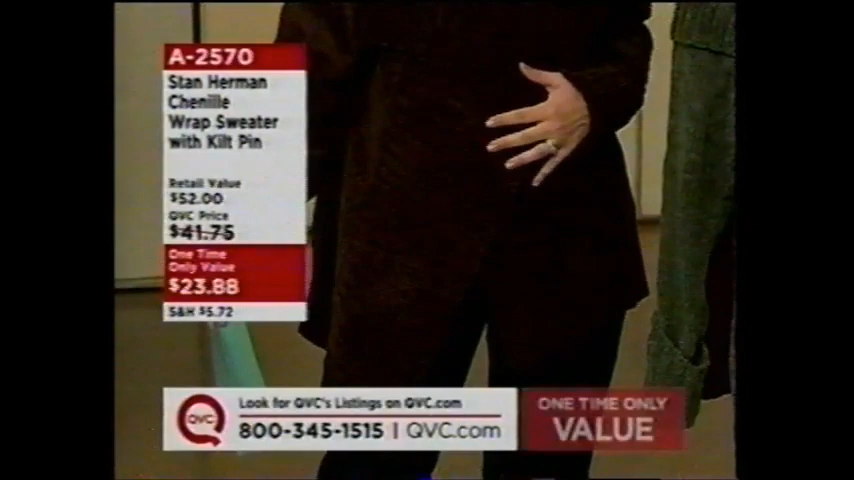 A-2570
Stan Herman
Chenille
Wrap Sweater
with Kilt Pin
Retail Value
$52.00
QVC Price
$41.75
One Time
Only Value
$23.88
S&H $5.72
QVC
Look for QVC's Listings on QVC.com
800-345-1515 | QVC.com
ONE TIME ONLY
VALUE